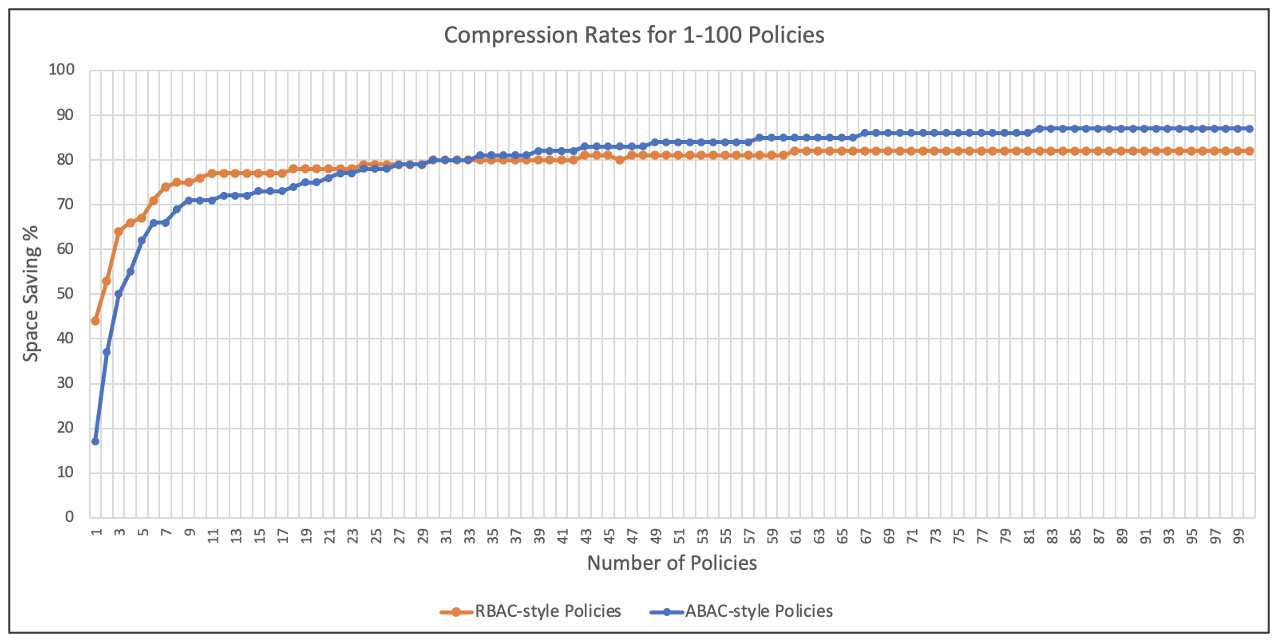 Compression Rates for 1-100 Policies
100
90
80
70
60
50
40
30
20
10
0
Space Saving %
1 3 5 7 9 11 13 15 17 19 21 23 25 27 29 31 33 35 37 39 41 43 45 47 49 51 53 55 57 59 61 63 65 67 69 71 73 75 77 79 81 83 85 87 89 91 93 95 97 99
Number of Policies
RBAC-style Policies ABAC-style Policies